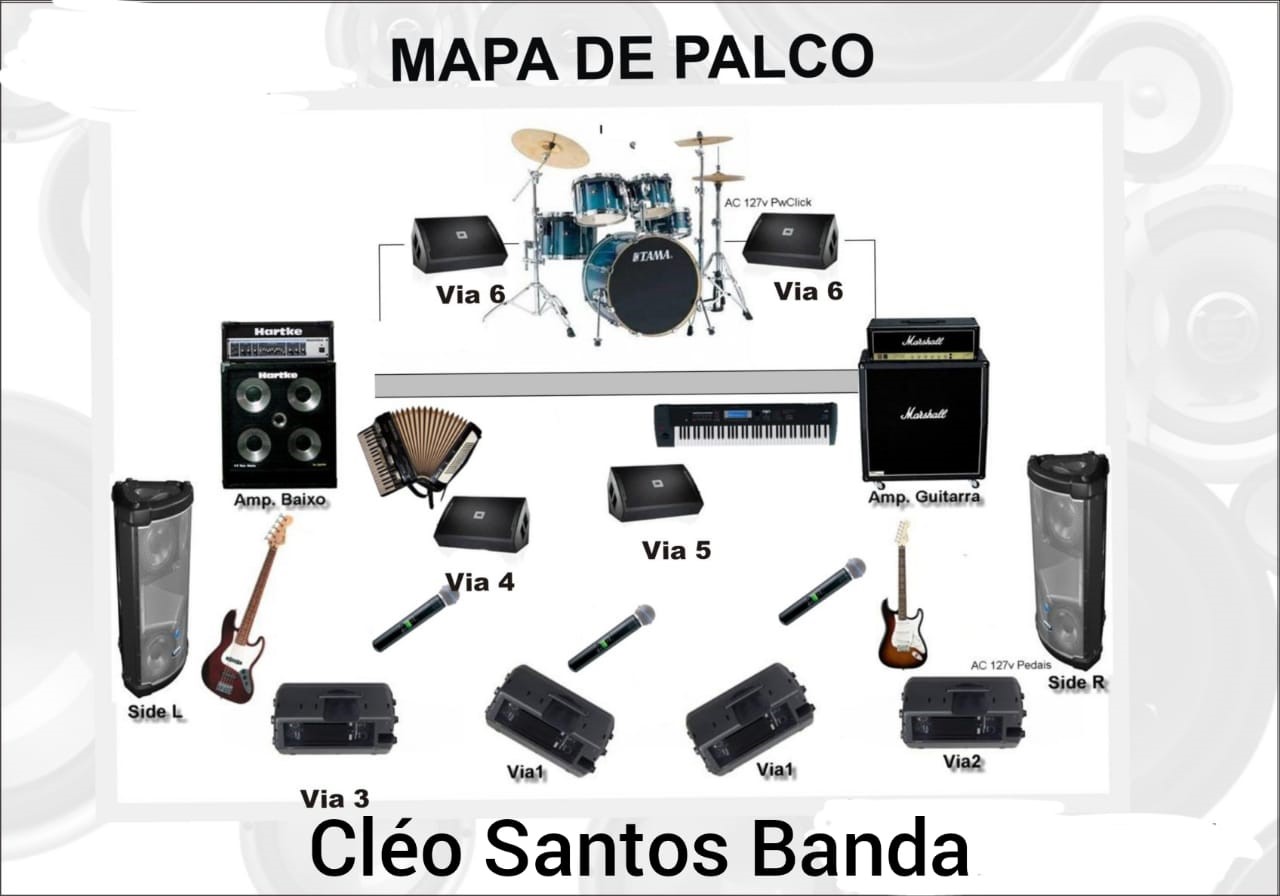 MAPA DE PALCO
AC 127v PwClick
TAMA
Via 6
Via 6
Hartke
Hartke
Marshall
Marshall
Amp. Baixo
Amp. Guitarra
Via 5
Via 4
AC 127v Pedais
Side L
Side R
Via1
Via1
Via2
Via 3
Cléo Santos Banda